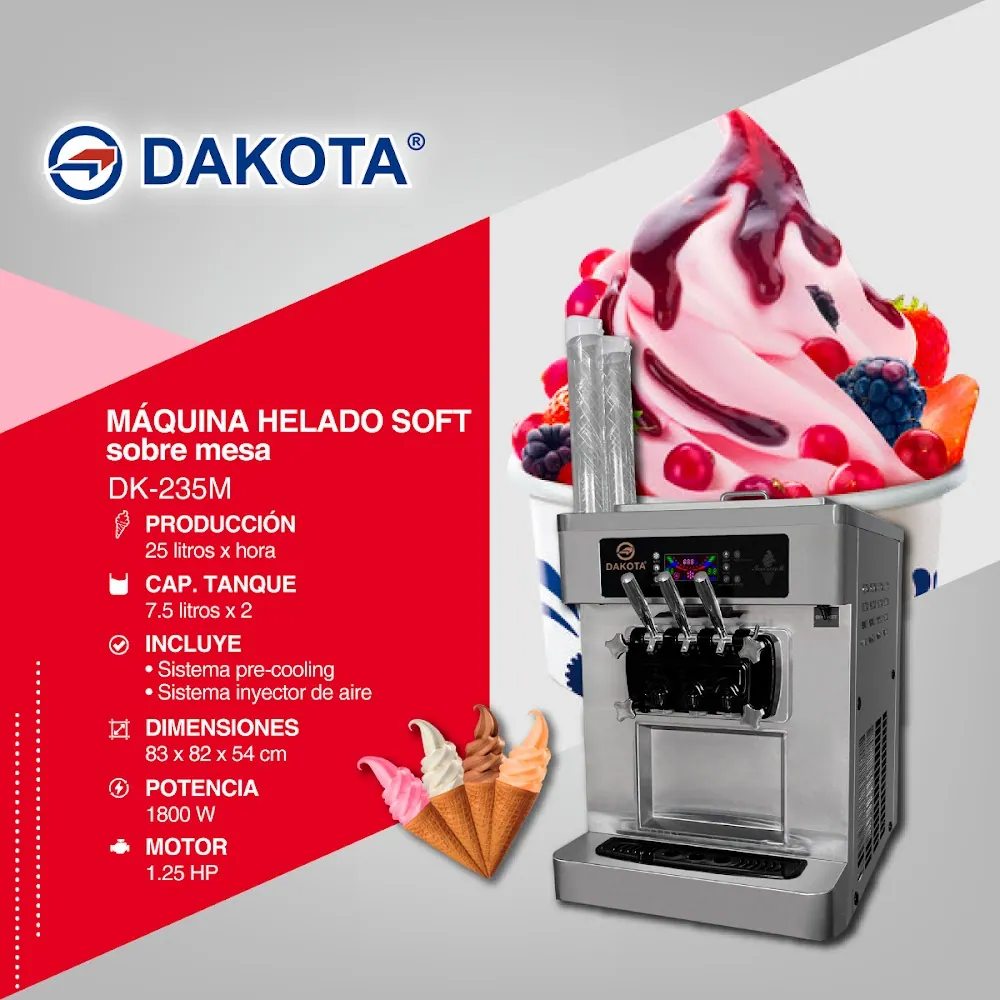 DAKOTA®
MÁQUINA HELADO SOFT
sobre mesa
DK-235M
PRODUCCIÓN
25 litros x hora
CAP. TANQUE
7.5 litros x 2
INCLUYE
• Sistema pre-cooling
• Sistema inyector de aire
DIMENSIONES
83 x 82 x 54 cm
POTENCIA
1800 W
MOTOR
1.25 HP
DAKOTA®